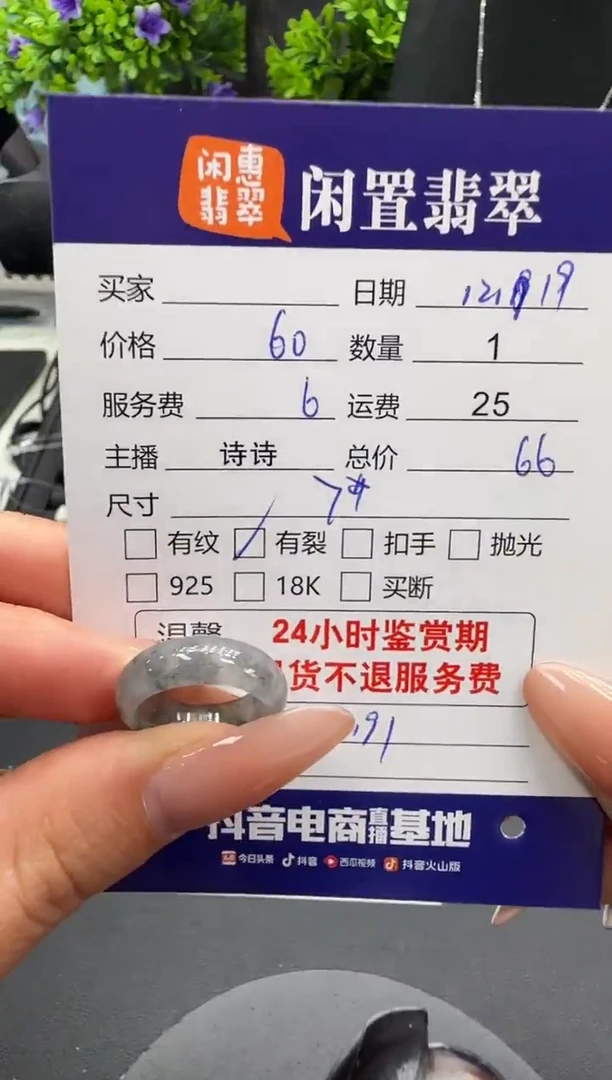 闲惠
翡翠
闲置翡翠
买家 日期
价格 60 数量 1
服务费 6 运费 25
主播 诗诗 总价 66
尺寸
有纹 有裂 扣手 抛光
925 18K 买断
温馨 24小时鉴赏期
货不退服务费
抖音电商直播基地
今日头条 抖音 西瓜视频 抖音火山版